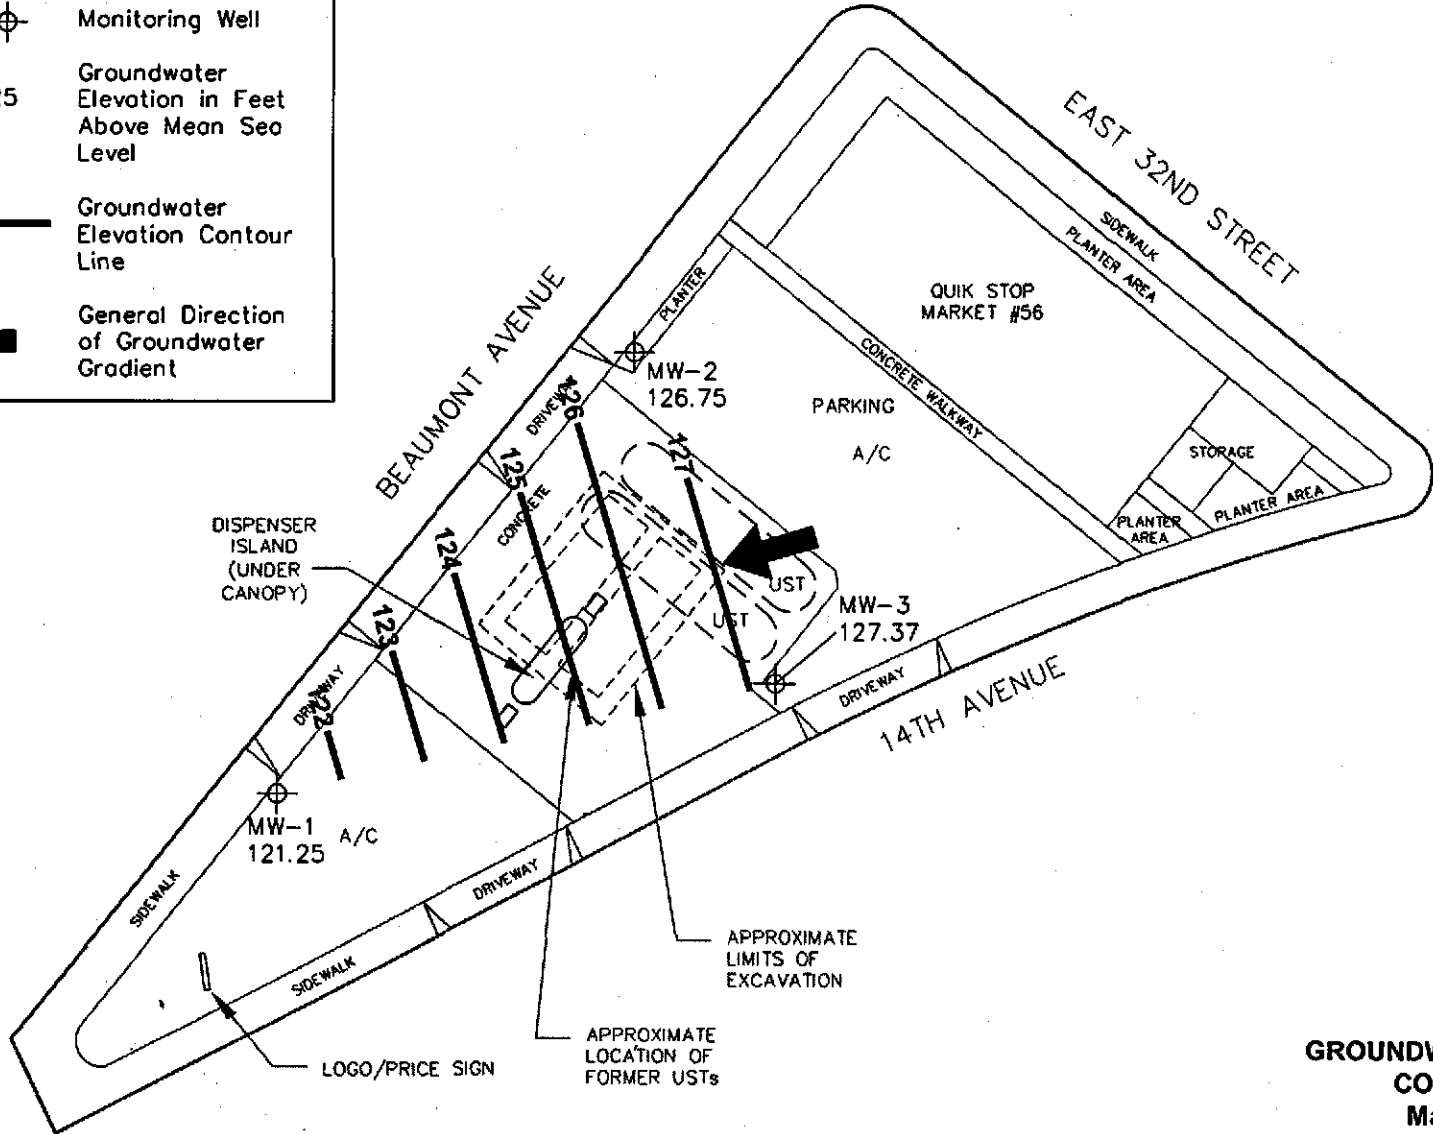 Monitoring Well
Groundwater
Elevation in Feet
Above Mean Sea
Level
Groundwater
Elevation Contour
Line
General Direction
of Groundwater
Gradient
EAST 32ND STREET
SIDEWALK
PLANTER AREA
QUIK STOP
MARKET #56
PLANTER
BEAUMONT AVENUE
CONCRETE WALKWAY
MW-2
126.75
PARKING
A/C
STORAGE
PLANTER AREA
PLANTER
AREA
DRIVEWAY
126
127
125
CONCRETE
DISPENSER
ISLAND
(UNDER
CANOPY)
124
UST
UST
MW-3
127.37
123
DRIVEWAY
122
DRIVEWAY
14TH AVENUE
MW-1
121.25
A/C
DRIVEWAY
SIDEWALK
SIDEWALK
APPROXIMATE
LIMITS OF
EXCAVATION
APPROXIMATE
LOCATION OF
FORMER USTs
LOGO/PRICE SIGN